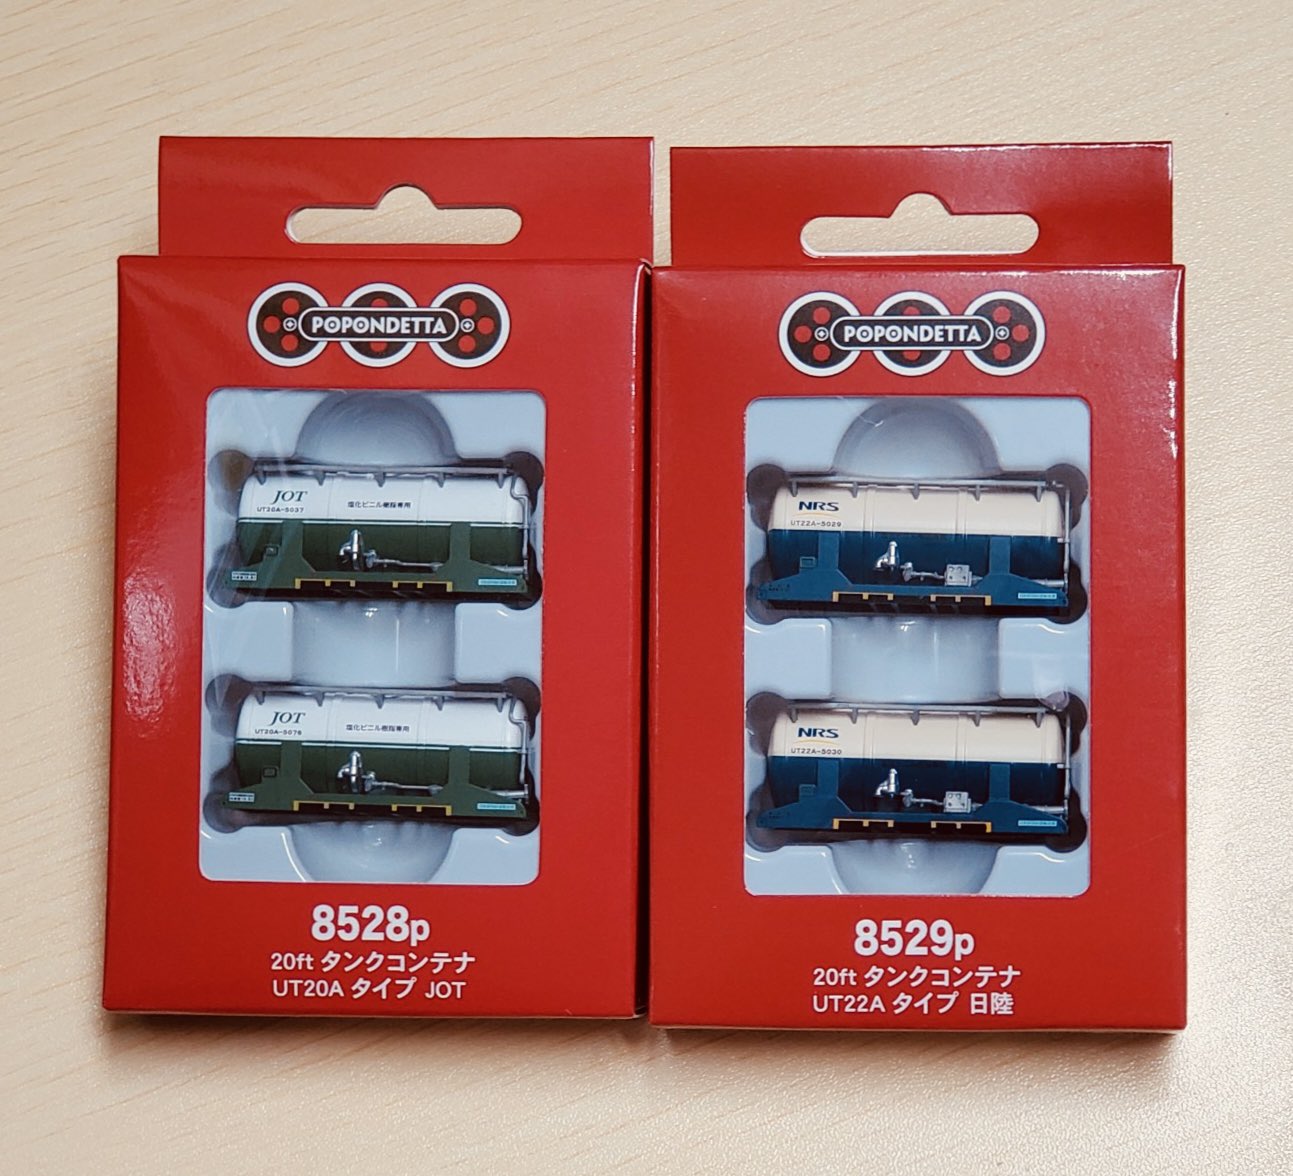 POPONDETTA
JOT
UT20A-5037
塩化ビニル樹脂専用
JOT
UT20A-5076
塩化ビニル樹脂専用
8528p
20ft タンクコンテナ
UT20A タイプ JOT
POPONDETTA
NRS
UT22A-5029
NRS
UT22A-5030
8529p
20ft タンクコンテナ
UT22A タイプ 日陸